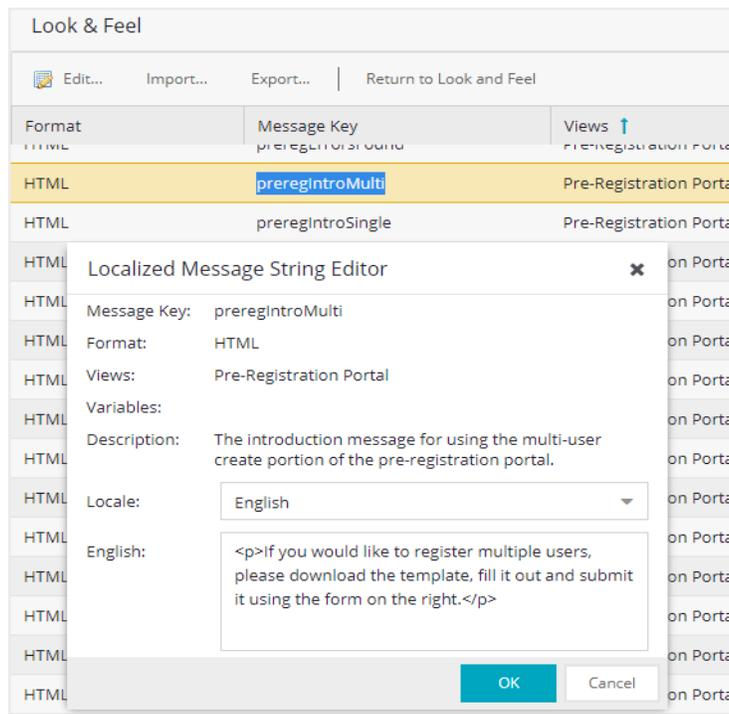 Look & Feel
Edit... Import... Export... Return to Look and Feel
Format Message Key Views
HTML preregErrorsFound Pre-Registration Porta
HTML preregIntroMulti Pre-Registration Porta
HTML preregIntroSingle Pre-Registration Porta
HTML on Porta
Localized Message String Editor
Message Key: preregIntroMulti
HTML on Porta
Format: HTML
HTML on Porta
Views: Pre-Registration Portal
HTML on Porta
Variables:
HTML on Porta
Description: The introduction message for using the multi-user
create portion of the pre-registration portal.
HTML on Porta
HTML on Porta
Locale: English
HTML on Porta
English: <p>If you would like to register multiple users,
please download the template, fill it out and submit
HTML on Porta
it using the form on the right.</p>
HTML on Porta
HTML on Porta
HTML on Porta
OK Cancel